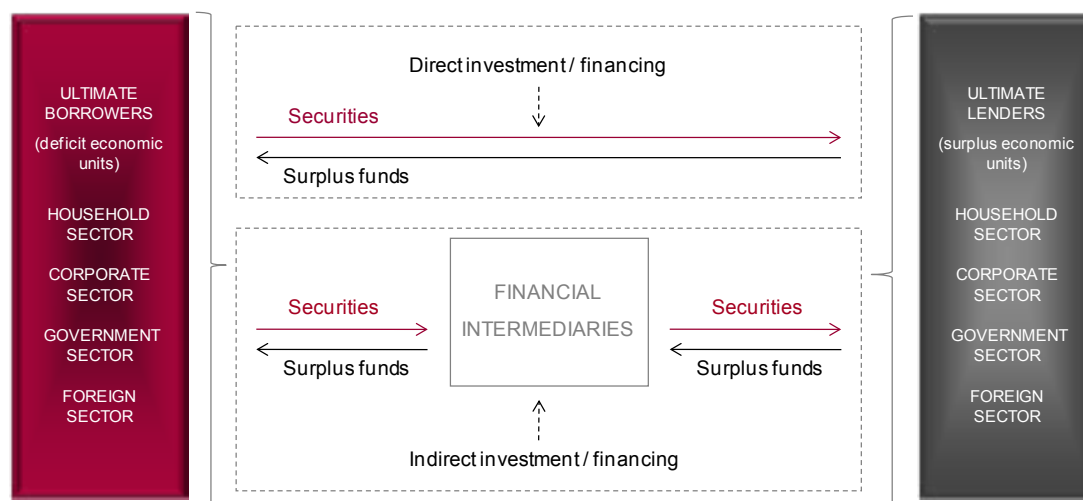 ULTIMATE
BORROWERS
(deficit economic
units)
HOUSEHOLD
SECTOR
CORPORATE
SECTOR
GOVERNMENT
SECTOR
FOREIGN
SECTOR
Direct investment / financing
Securities
Surplus funds
Securities
Surplus funds
FINANCIAL
INTERMEDIARIES
Securities
Surplus funds
Indirect investment / financing
ULTIMATE
LENDERS
(surplus economic
units)
HOUSEHOLD
SECTOR
CORPORATE
SECTOR
GOVERNMENT
SECTOR
FOREIGN
SECTOR